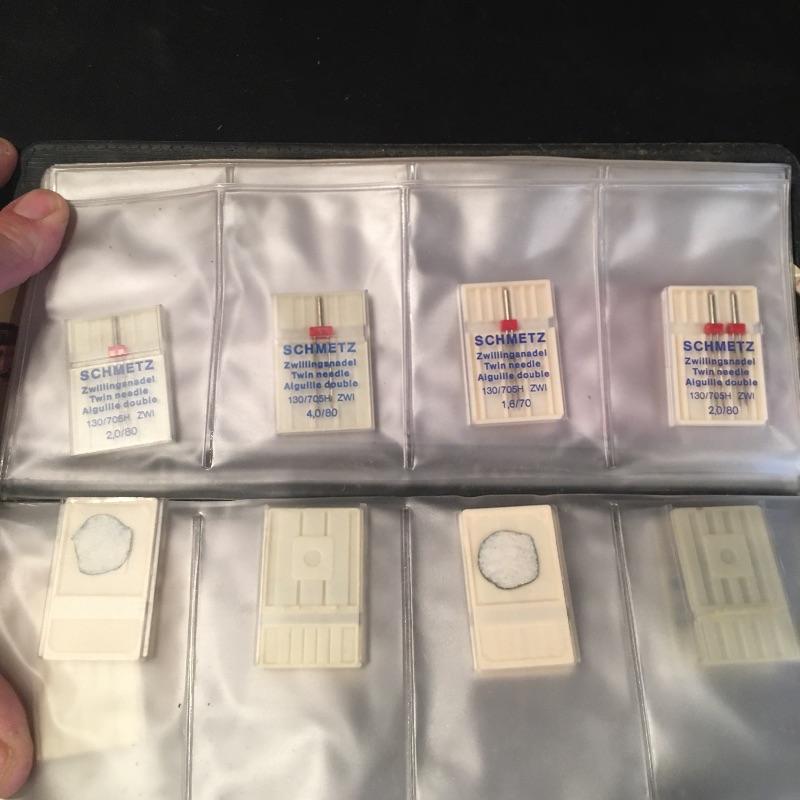 SCHMETZ
Zwillingsnadel
Twin needle
Aiguille double
130/705H ZWI
2,0/80
SCHMETZ
Zwillingsnadel
Twin needle
Aiguille double
130/705H ZWI
4,0/80
SCHMETZ
Zwillingsnadel
Twin needle
Aiguille double
130/705H ZWI
1,6/70
SCHMETZ
Zwillingsnadel
Twin needle
Aiguille double
130/705H ZWI
2,0/80